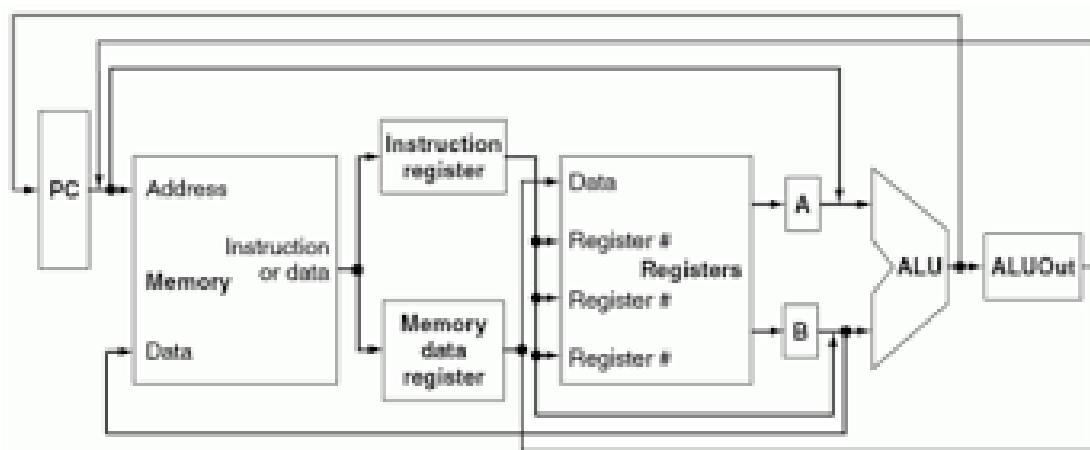 PC
Address
Instruction
or data
Memory
Data
Instruction
register
Memory
data
register
Data
Register #
Registers
Register #
Register #
A
B
ALU
ALUOut